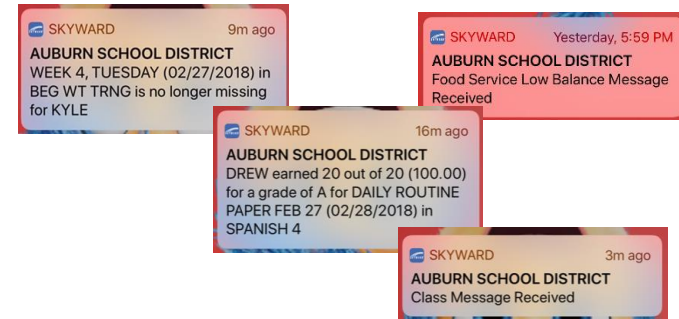 SKYWARD 9m ago
AUBURN SCHOOL DISTRICT
WEEK 4, TUESDAY (02/27/2018) in
BEG WT TRNG is no longer missing
for KYLE
SKYWARD Yesterday, 5:59 PM
AUBURN SCHOOL DISTRICT
Food Service Low Balance Message
Received
SKYWARD 16m ago
AUBURN SCHOOL DISTRICT
DREW earned 20 out of 20 (100.00)
for a grade of A for DAILY ROUTINE
PAPER FEB 27 (02/28/2018) in
SPANISH 4
SKYWARD 3m ago
AUBURN SCHOOL DISTRICT
Class Message Received